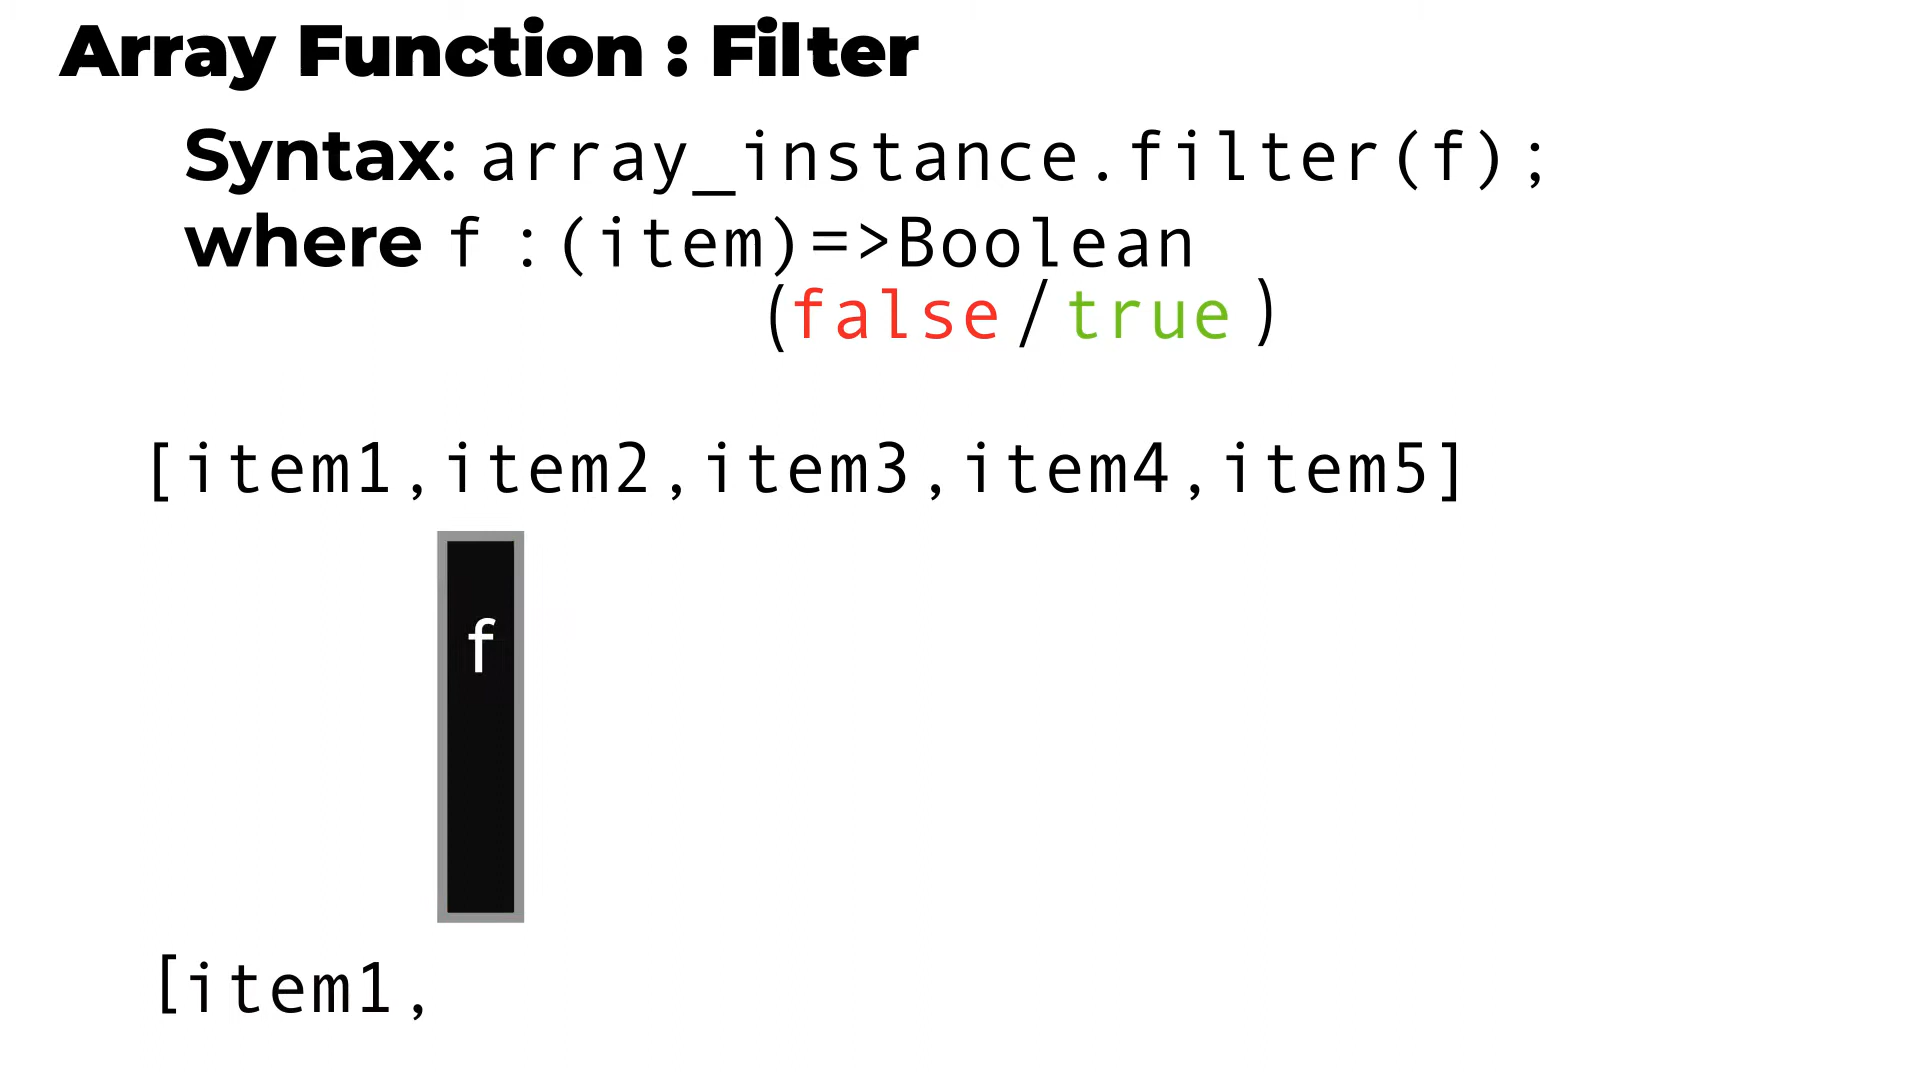 Array Function : Filter
Syntax: array_instance.filter(f);
where f :(item)=>Boolean
(false/true)
[item1,item2,item3,item4,item5]
f
[item1,